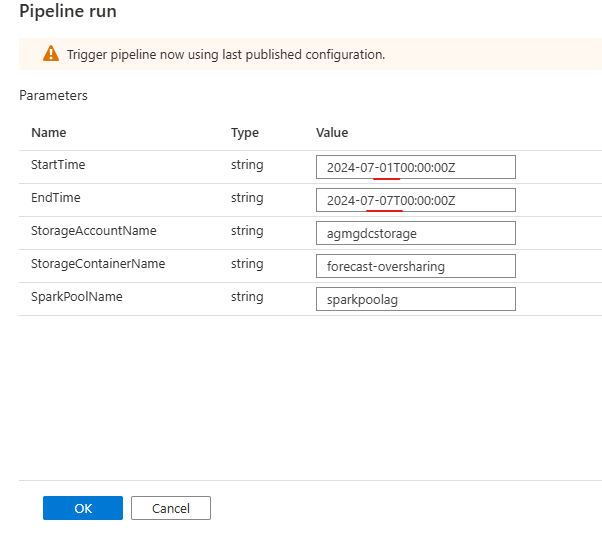 Pipeline run
Trigger pipeline now using last published configuration.
Parameters
Name Type Value
StartTime string 2024-07-01T00:00:00Z
EndTime string 2024-07-07T00:00:00Z
StorageAccountName string agmgdcstorage
StorageContainerName string forecast-oversharing
SparkPoolName string sparkpoolag
OK Cancel